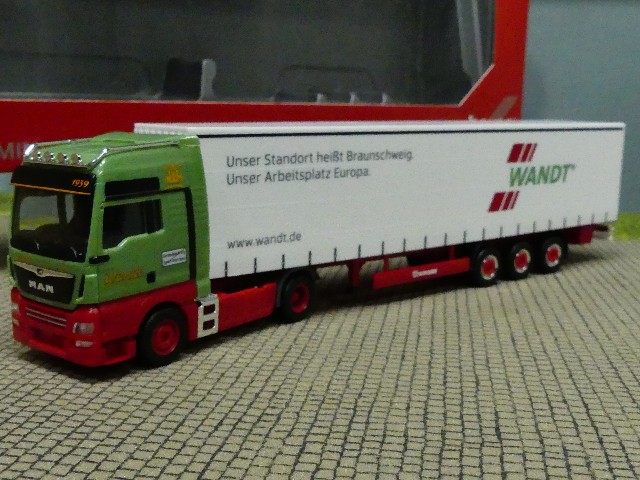 Unser Standort heißt Braunschweig.
Unser Arbeitsplatz Europa.
WANDT
www.wandt.de
1939
MAN